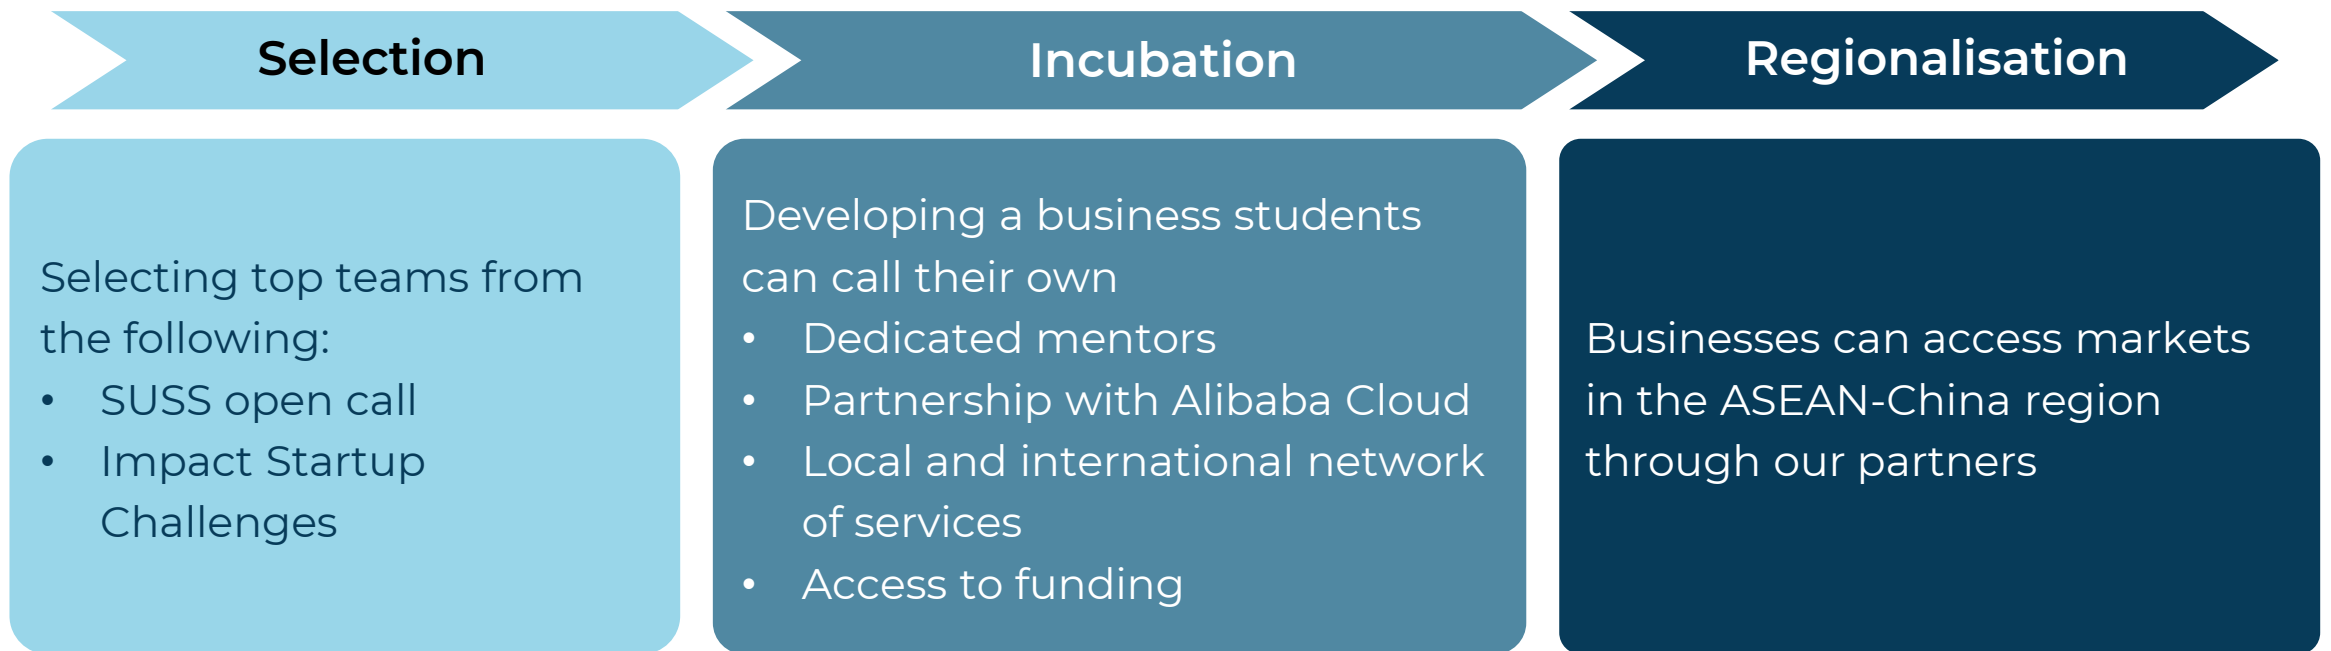 Selection
Incubation
Regionalisation
Selecting top teams from
the following:
• SUSS open call
• Impact Startup
Challenges
Developing a business students
can call their own
• Dedicated mentors
• Partnership with Alibaba Cloud
• Local and international network
of services
• Access to funding
Businesses can access markets
in the ASEAN-China region
through our partners